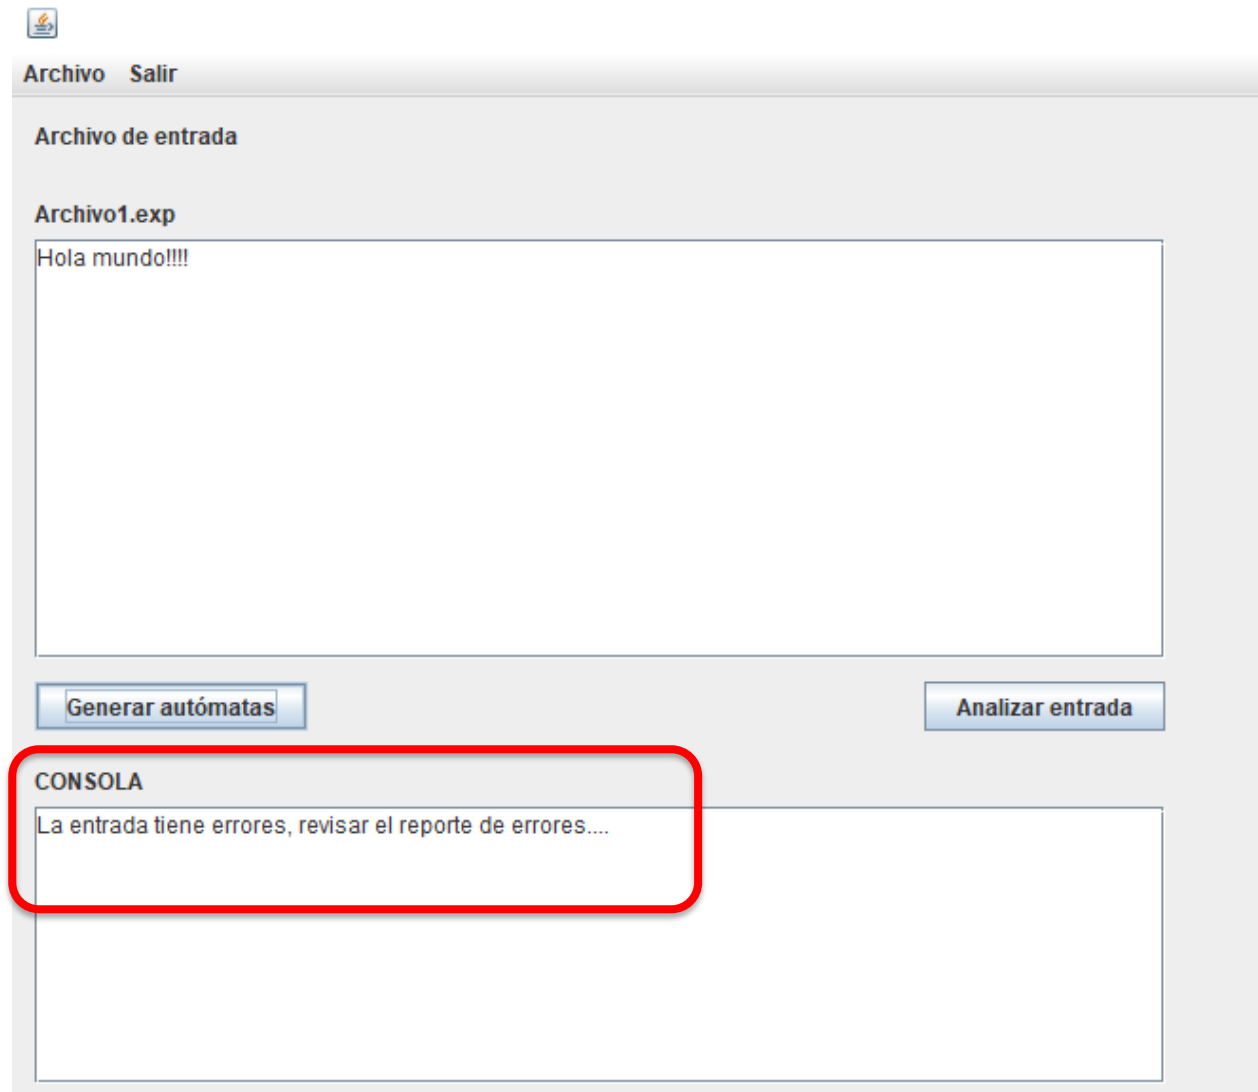 Archivo Salir
Archivo de entrada
Archivo1.exp
Hola mundo!!!!
Generar autómatas Analizar entrada
CONSOLA
La entrada tiene errores, revisar el reporte de errores....